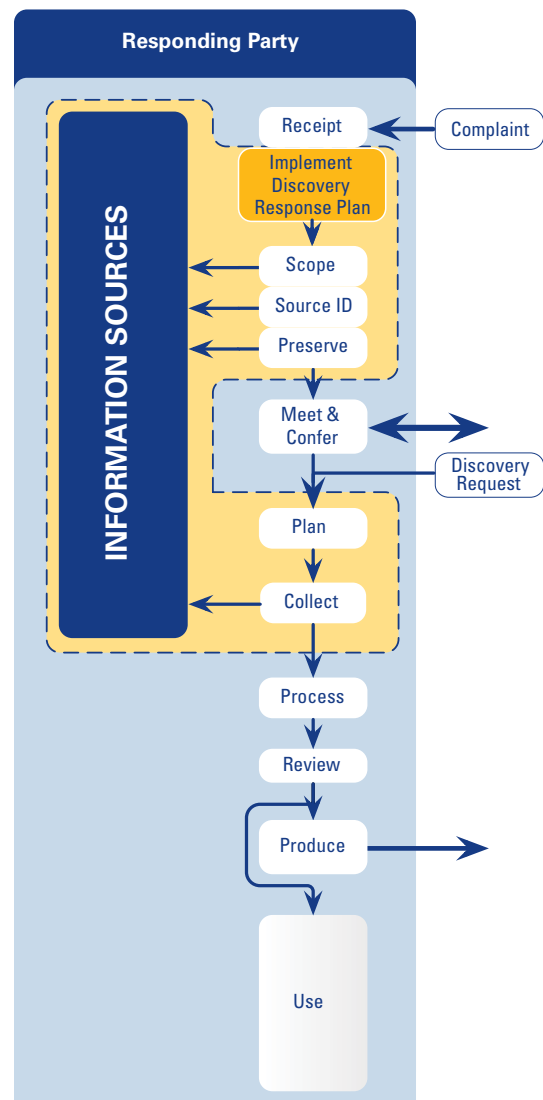 Responding Party
Receipt
Complaint
Implement
Discovery
Response Plan
INFORMATION SOURCES
Scope
Source ID
Preserve
Meet &
Confer
Discovery
Request
Plan
Collect
Process
Review
Produce
Use